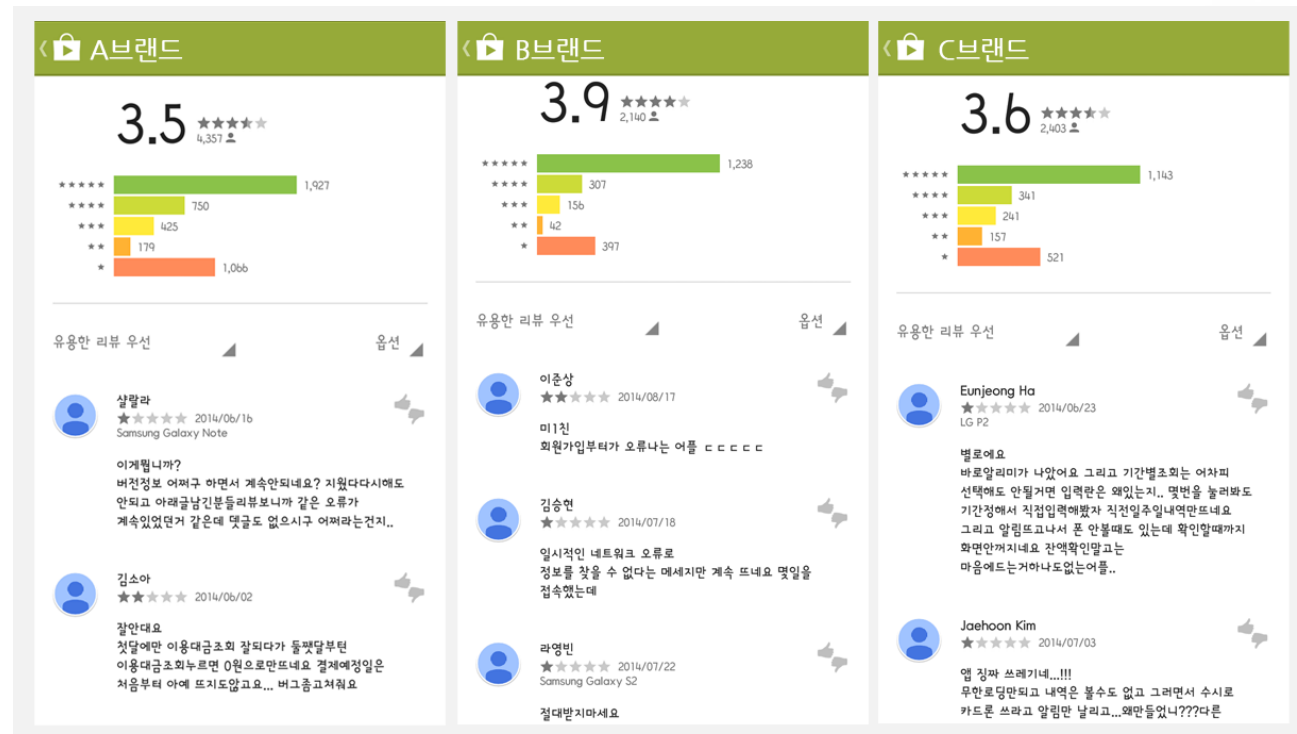 A브랜드
3.5
4,357
1,927
750
425
179
1,066
유용한 리뷰 우선
옵션
샬랄라
2014/06/16
Samsung Galaxy Note
이게뭡니까?
버전정보 어쩌구 하면서 계속안되네요? 지웠다다시해도
안되고 아래글남긴분들리뷰보니까 같은 오류가
계속있었던거 같은데 댓글도 없으시구 어쩌라는건지..
김소아
2014/06/02
잘안대요
첫달에만 이용대금조회 잘되다가 둘쨋달부턴
이용대금조회누르면 0원으로만뜨네요 결제예정일은
처음부터 아예 뜨지도않고요... 버그좀고쳐줘요
B브랜드
3.9
2,140
1,238
307
156
42
397
유용한 리뷰 우선
옵션
이준상
2014/08/17
미1친
회원가입부터가 오류나는 어플 ㄷㄷㄷㄷㄷ
김승현
2014/07/18
일시적인 네트워크 오류로
정보를 찾을 수 없다는 메세지만 계속 뜨네요 몇일을
접속했는데
라영빈
2014/07/22
Samsung Galaxy S2
절대받지마세요
C브랜드
3.6
2,403
1,143
341
241
157
521
유용한 리뷰 우선
옵션
Eunjeong Ha
2014/06/23
LG P2
별로에요
바로알리미가 나았어요 그리고 기간별조회는 어차피
선택해도 안될거면 입력란은 왜있는지.. 몇번을 눌러봐도
기간정해서 직접입력해봤자 직전일주일내역만뜨네요
그리고 알림뜨고나서 폰 안볼때도 있는데 확인할때까지
화면안꺼지네요 잔액확인말고는
마음에드는거하나도없는어플..
Jaehoon Kim
2014/07/03
앱 징짜 쓰레기네...!!!
무한로딩만되고 내역은 볼수도 없고 그러면서 수시로
카드론 쓰라고 알림만 날리고...왜만들었니???다른